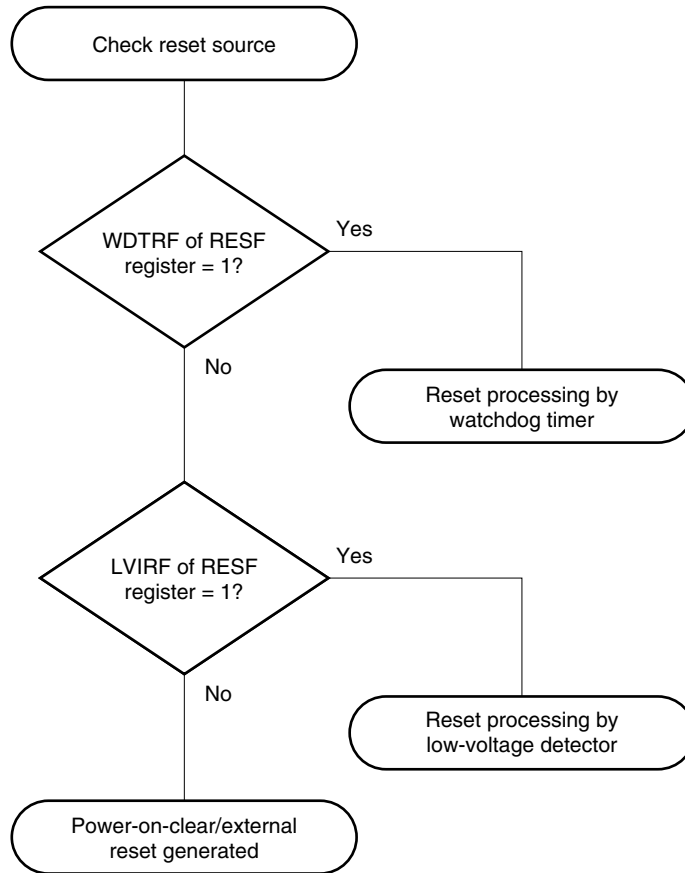 Check reset source
WDTRF of RESF
register = 1?
Yes
No
Reset processing by
watchdog timer
LVIRF of RESF
register = 1?
Yes
No
Reset processing by
low-voltage detector
Power-on-clear/external
reset generated